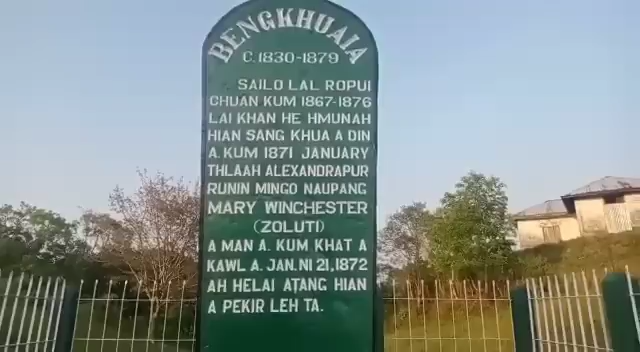 BENGKHUAIA
C.1830-1879
SAILO LAL ROPUI
CHUAN KUM 1867-1876
LAI KHAN HE HMUNAH
HIAN SANG KHUA A DIN
A. KUM 1871 JANUARY
THLAAH ALEXANDRAPUR
RUNIN MINGO NAUPANG
MARY WINCHESTER
(ZOLUTI)
A MAN A. KUM KHAT A
KAWL A. JAN. NI 21, 1872
AH HELAI ATANG HIAN
A PEKIR LEH TA.